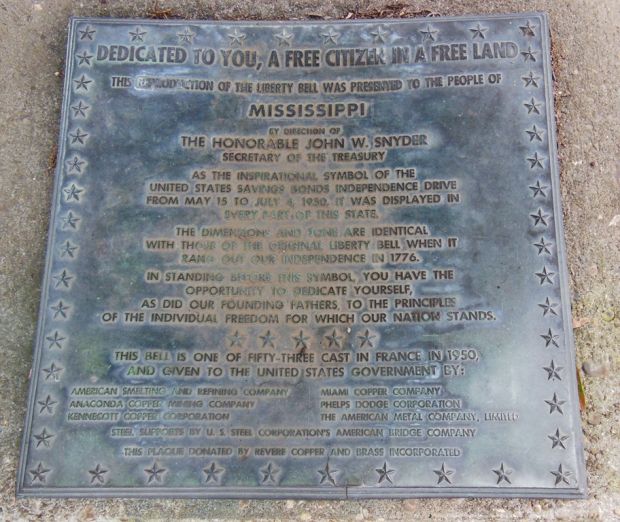 DEDICATED TO YOU, A FREE CITIZEN IN A FREE LAND
THIS REPRODUCTION OF THE LIBERTY BELL WAS PRESENTED TO THE PEOPLE OF
MISSISSIPPI
BY DIRECTION OF
THE HONORABLE JOHN W. SNYDER
SECRETARY OF THE TREASURY
AS THE INSPIRATIONAL SYMBOL OF THE
UNITED STATES SAVINGS BONDS INDEPENDENCE DRIVE
FROM MAY 15 TO JULY 4, 1950. IT WAS DISPLAYED IN
EVERY PART OF THIS STATE.
THE DIMENSIONS AND TONE ARE IDENTICAL
WITH THOSE OF THE ORIGINAL LIBERTY BELL WHEN IT
RANG OUT OUR INDEPENDENCE IN 1776.
IN STANDING BEFORE THIS SYMBOL, YOU HAVE THE
OPPORTUNITY TO DEDICATE YOURSELF,
AS DID OUR FOUNDING FATHERS, TO THE PRINCIPLES
OF THE INDIVIDUAL FREEDOM FOR WHICH OUR NATION STANDS.
THIS BELL IS ONE OF FIFTY-THREE CAST IN FRANCE IN 1950,
AND GIVEN TO THE UNITED STATES GOVERNMENT BY:
AMERICAN SMELTING AND REFINING COMPANY
ANACONDA COPPER MINING COMPANY
KENNECOTT COPPER CORPORATION
MIAMI COPPER COMPANY
PHELPS DODGE CORPORATION
THE AMERICAN METAL COMPANY, LIMITED
STEEL SUPPORTS BY U. S. STEEL CORPORATION'S AMERICAN BRIDGE COMPANY
THIS PLAQUE DONATED BY REVERE COPPER AND BRASS INCORPORATED